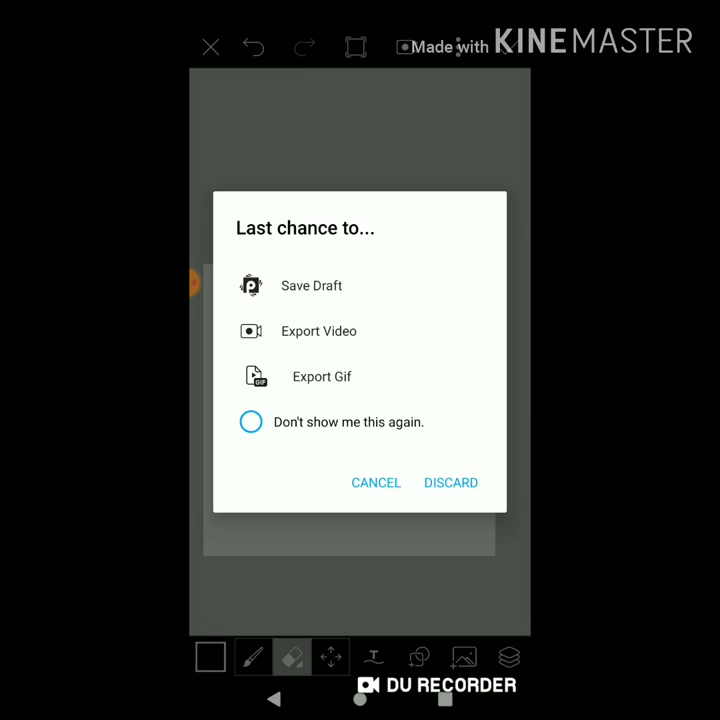 Made with KINEMASTER
Last chance to...
Save Draft
Export Video
GIF
Export Gif
Don't show me this again.
CANCEL DISCARD
T
DU RECORDER